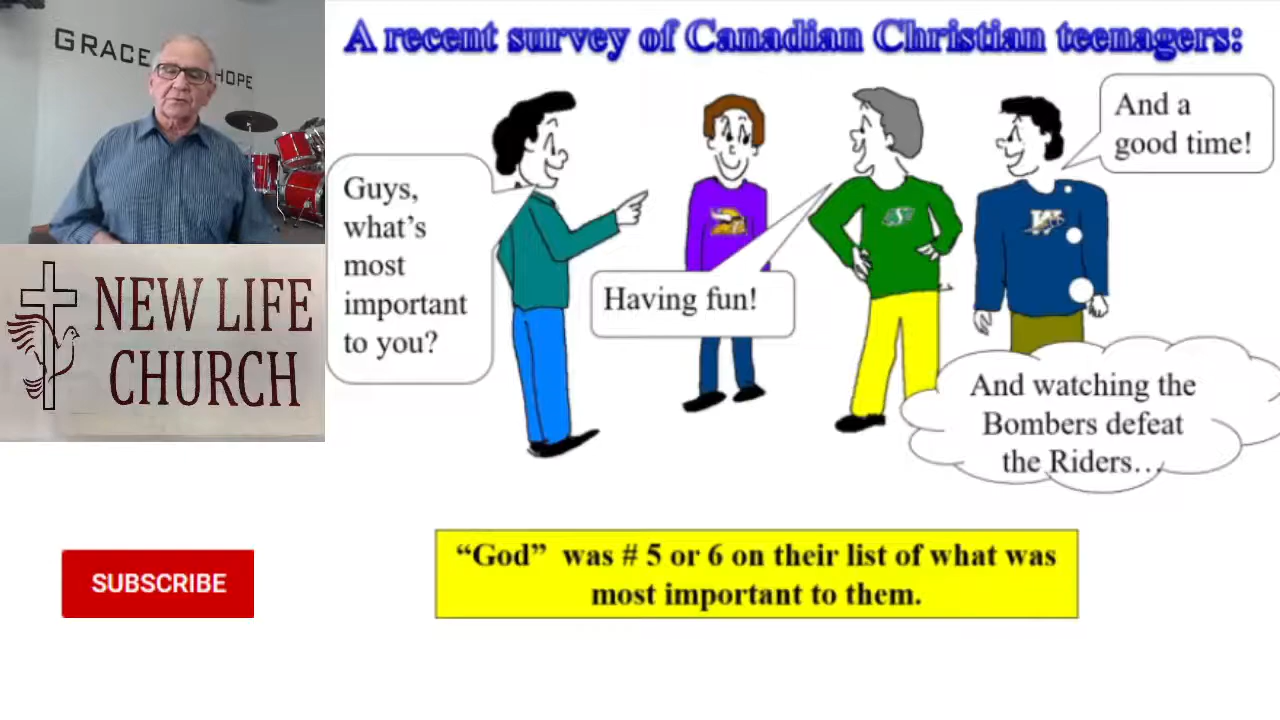 A recent survey of Canadian Christian teenagers:
GRACE
HOPE
And a
good time!
Guys,
what's
most
important
to you?
Having fun!
NEW LIFE
CHURCH
And watching the
Bombers defeat
the Riders...
SUBSCRIBE
“God” was # 5 or 6 on their list of what was
most important to them.